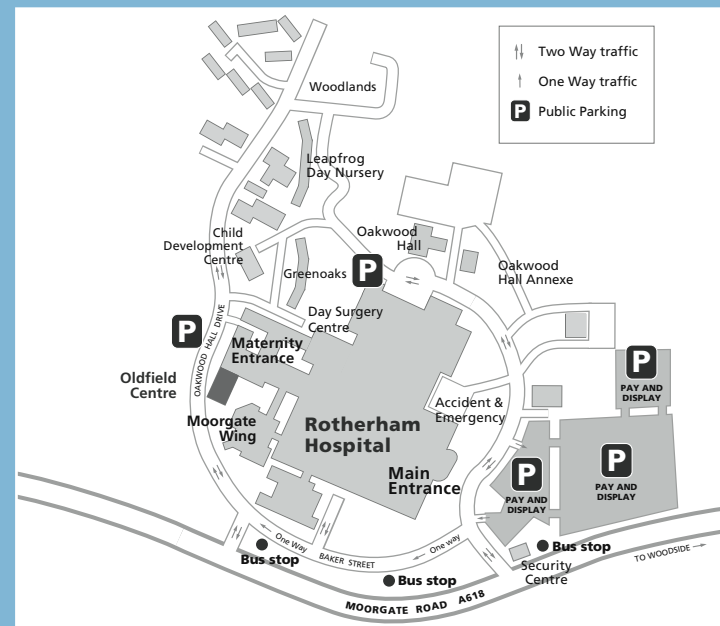 Two Way traffic
One Way traffic
P Public Parking
Woodlands
Leapfrog
Day Nursery
Child
Development
Centre
Oakwood
Hall
Greenoaks
P
Oakwood
Hall Annexe
Day Surgery
Centre
P
OAKWOOD HALL DRIVE
Maternity
Entrance
Oldfield
Centre
P
PAY AND
DISPLAY
Accident &
Emergency
Moorgate
Wing
Rotherham
Hospital
Main
Entrance
P
PAY AND
DISPLAY
P
PAY AND
DISPLAY
One Way
BAKER STREET
One way
Bus stop
Bus stop
Bus stop
Security
Centre
TO WOODSIDE
MOORGATE ROAD A618